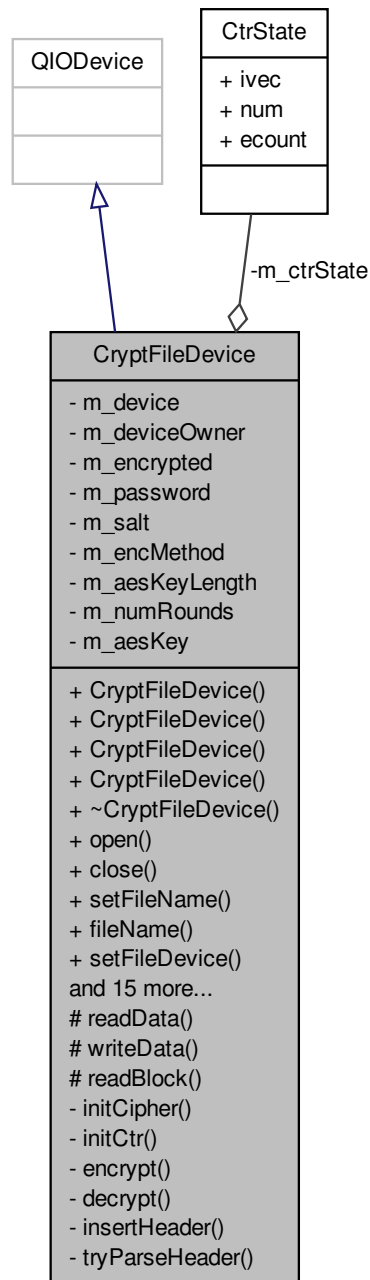 QIODevice
CtrState
+ ivec
+ num
+ ecount
-m_ctrState
CryptFileDevice
- m_device
- m_deviceOwner
- m_encrypted
- m_password
- m_salt
- m_encMethod
- m_aesKeyLength
- m_numRounds
- m_aesKey
+ CryptFileDevice()
+ CryptFileDevice()
+ CryptFileDevice()
+ CryptFileDevice()
+ ~CryptFileDevice()
+ open()
+ close()
+ setFileName()
+ fileName()
+ setFileDevice()
and 15 more...
# readData()
# writeData()
# readBlock()
- initCipher()
- initCtr()
- encrypt()
- decrypt()
- insertHeader()
- tryParseHeader()